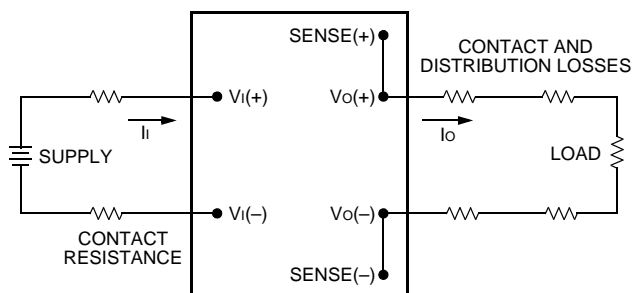 SENSE(+)
CONTACT AND
DISTRIBUTION LOSSES
VI(+)
VO(+)
II
IO
SUPPLY
LOAD
VI(–)
VO(–)
CONTACT
RESISTANCE
SENSE(–)